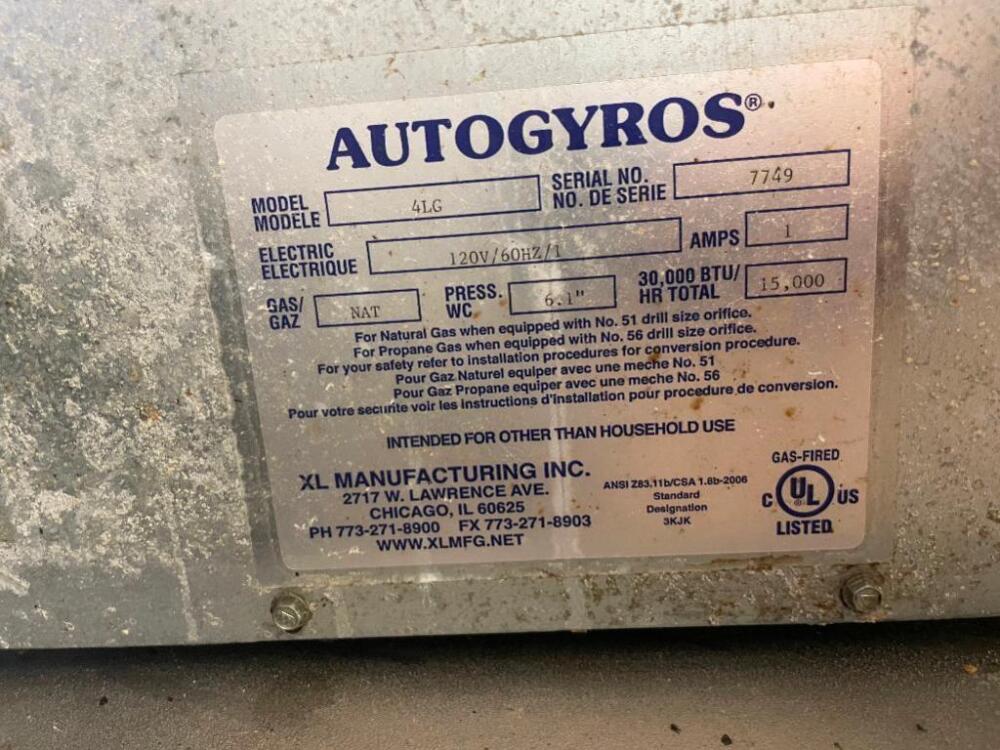 AUTOGYROS®
MODEL
MODELE
4LG
SERIAL NO.
NO. DE SERIE
7749
ELECTRIC
ELECTRIQUE
120V/60HZ/1
AMPS
1
GAS/
GAZ
NAT
PRESS.
WC
6.1"
30,000 BTU/
HR TOTAL
15,000
For Natural Gas when equipped with No. 51 drill size orifice.
For Propane Gas when equipped with No. 56 drill size orifice.
For your safety refer to installation procedures for conversion procedure.
Pour Gaz Naturel equiper avec une meche No. 51
Pour Gaz Propane equiper avec une meche No. 56
Pour votre securite voir les instructions d'installation pour procedure de conversion.
INTENDED FOR OTHER THAN HOUSEHOLD USE
XL MANUFACTURING INC.
2717 W. LAWRENCE AVE.
CHICAGO, IL 60625
PH 773-271-8900 FX 773-271-8903
WWW.XLMFG.NET
ANSI Z83.11b/CSA 1.8b-2006
Standard
Designation
3KJK
GAS-FIRED
C UL US
LISTED